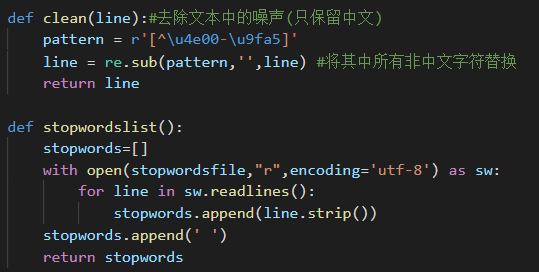 def clean(line):#去除文本中的噪声(只保留中文)
    pattern = r'[^\u4e00-\u9fa5]'
    line = re.sub(pattern,'',line) #将其中所有非中文字符替换
    return line

def stopwordslist():
    stopwords=[]
    with open(stopwordsfile,"r",encoding='utf-8') as sw:
        for line in sw.readlines():
            stopwords.append(line.strip())
    stopwords.append(' ')
    return stopwords